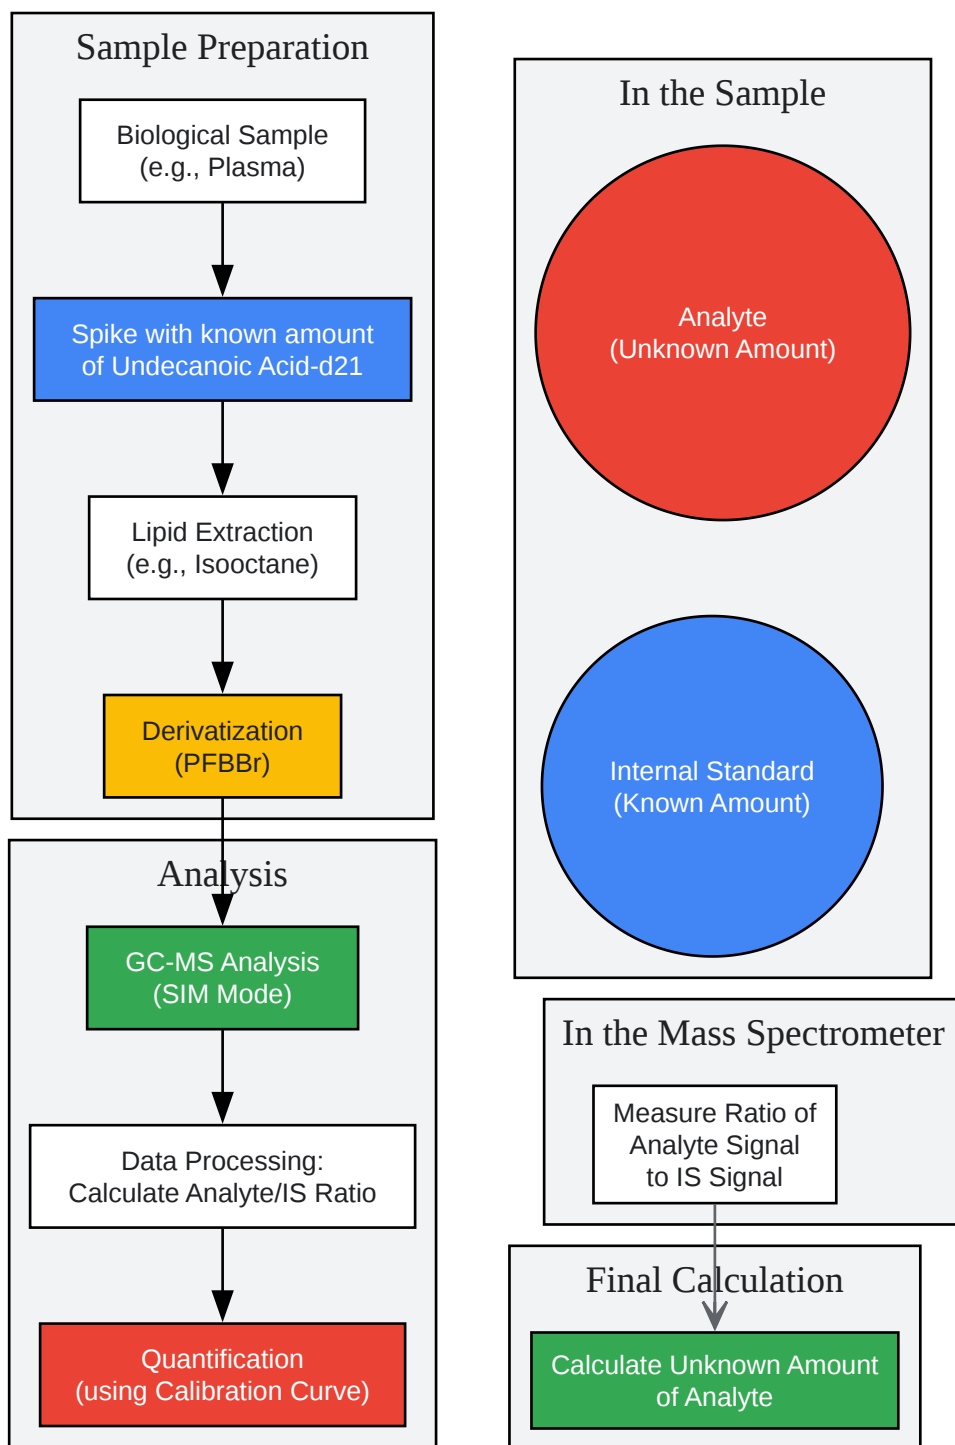 Sample Preparation
Biological Sample
(e.g., Plasma)
Spike with known amount
of Undecanoic Acid-d21
Lipid Extraction
(e.g., Isooctane)
Derivatization
(PFBBr)
Analysis
GC-MS Analysis
(SIM Mode)
Data Processing:
Calculate Analyte/IS Ratio
Quantification
(using Calibration Curve)
In the Sample
Analyte
(Unknown Amount)
Internal Standard
(Known Amount)
In the Mass Spectrometer
Measure Ratio of
Analyte Signal
to IS Signal
Final Calculation
Calculate Unknown Amount
of Analyte